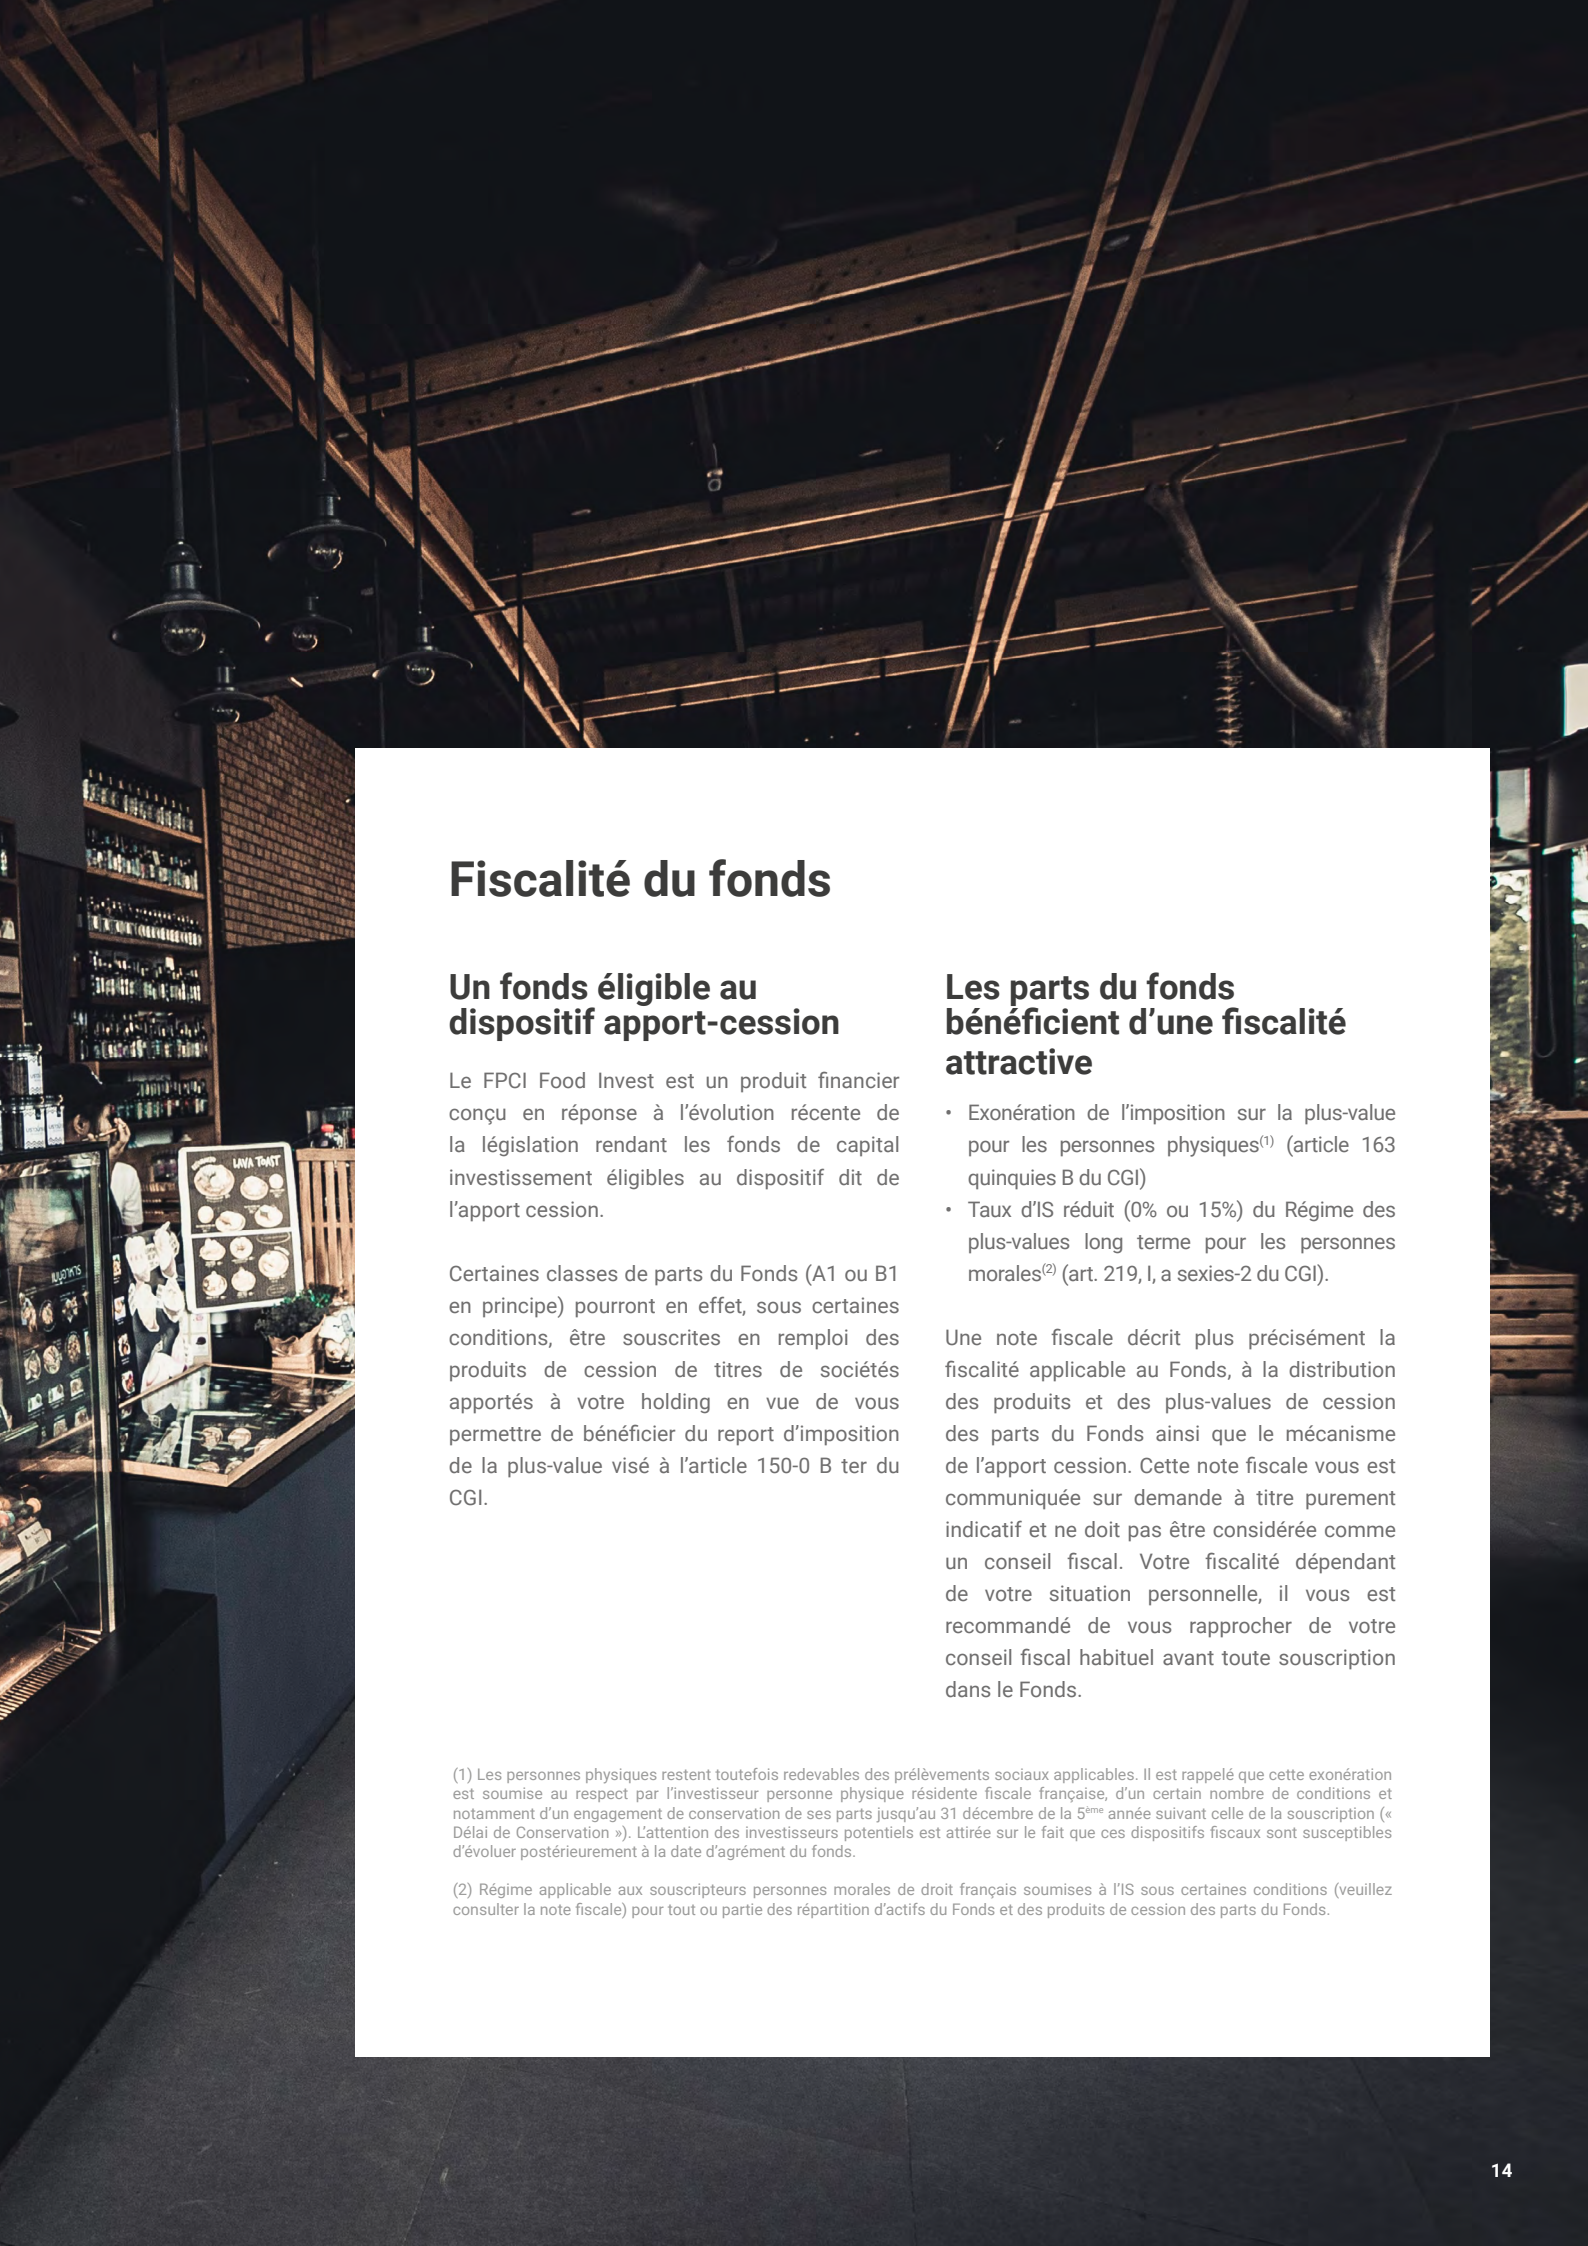 LAVA TOAST
เมนูอาหาร
Fiscalité du fonds
Un fonds éligible au
dispositif apport-cession
Le FPCI Food Invest est un produit financier
conçu en réponse à l’évolution récente de
la législation rendant les fonds de capital
investissement éligibles au dispositif dit de
l’apport cession.
Certaines classes de parts du Fonds (A1 ou B1
en principe) pourront en effet, sous certaines
conditions, être souscrites en remploi des
produits de cession de titres de sociétés
apportés à votre holding en vue de vous
permettre de bénéficier du report d’imposition
de la plus-value visé à l’article 150-0 B ter du
CGI.
Les parts du fonds
bénéficient d’une fiscalité
attractive
• Exonération de l’imposition sur la plus-value
pour les personnes physiques(1) (article 163
quinquies B du CGI)
• Taux d’IS réduit (0% ou 15%) du Régime des
plus-values long terme pour les personnes
morales(2) (art. 219, I, a sexies-2 du CGI).
Une note fiscale décrit plus précisément la
fiscalité applicable au Fonds, à la distribution
des produits et des plus-values de cession
des parts du Fonds ainsi que le mécanisme
de l’apport cession. Cette note fiscale vous est
communiquée sur demande à titre purement
indicatif et ne doit pas être considérée comme
un conseil fiscal. Votre fiscalité dépendant
de votre situation personnelle, il vous est
recommandé de vous rapprocher de votre
conseil fiscal habituel avant toute souscription
dans le Fonds.
(1) Les personnes physiques restent toutefois redevables des prélèvements sociaux applicables. Il est rappelé que cette exonération
est soumise au respect par l’investisseur personne physique résidente fiscale française, d’un certain nombre de conditions et
notamment d’un engagement de conservation de ses parts jusqu’au 31 décembre de la 5ème année suivant celle de la souscription («
Délai de Conservation »). L’attention des investisseurs potentiels est attirée sur le fait que ces dispositifs fiscaux sont susceptibles
d’évoluer postérieurement à la date d’agrément du fonds.
(2) Régime applicable aux souscripteurs personnes morales de droit français soumises à l’IS sous certaines conditions (veuillez
consulter la note fiscale) pour tout ou partie des répartition d’actifs du Fonds et des produits de cession des parts du Fonds.
14